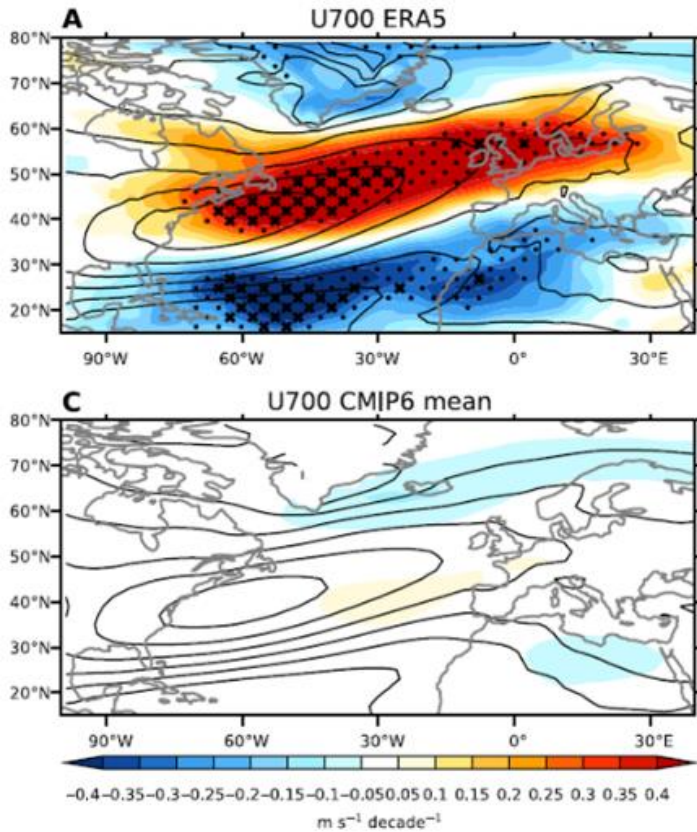 A U700 ERA5
80°N
70°N
60°N
50°N
40°N
30°N
20°N
90°W 60°W 30°W 0° 30°E
C U700 CMIP6 mean
80°N
70°N
60°N
50°N
40°N
30°N
20°N
90°W 60°W 30°W 0° 30°E
−0.4−0.35−0.3−0.25−0.2−0.15−0.1−0.050.05 0.1 0.15 0.2 0.25 0.3 0.35 0.4
m s⁻¹ decade⁻¹